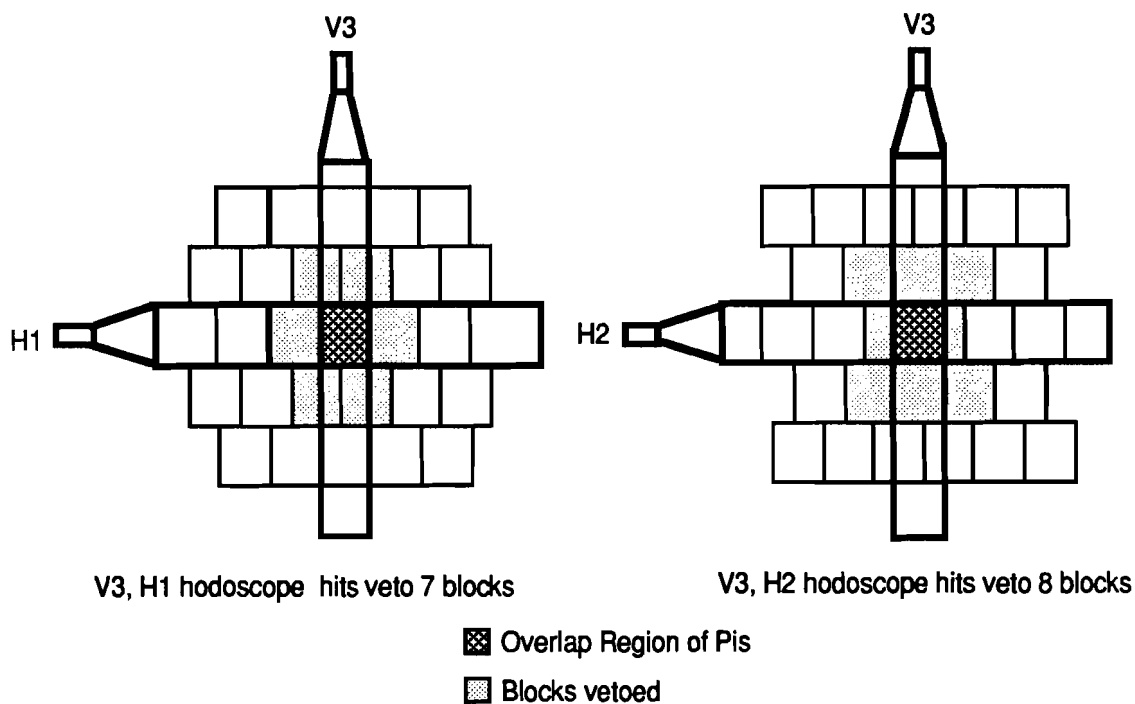 V3
V3
H1
H2
V3, H1 hodoscope hits veto 7 blocks
V3, H2 hodoscope hits veto 8 blocks
Overlap Region of Pis
Blocks vetoed